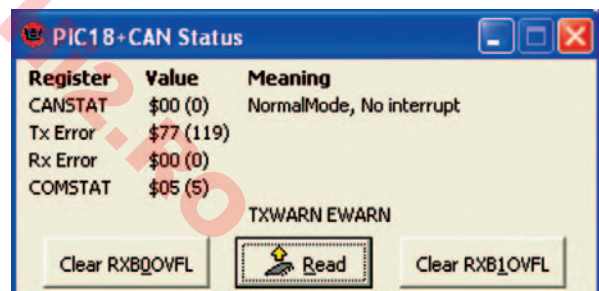 PIC18+CAN Status
Register Value Meaning
CANSTAT $00 (0) NormalMode, No interrupt
Tx Error $77 (119)
Rx Error $00 (0)
COMSTAT $05 (5)
TXWARN EWARN
Clear RXB0OVFL Read Clear RXB1OVFL